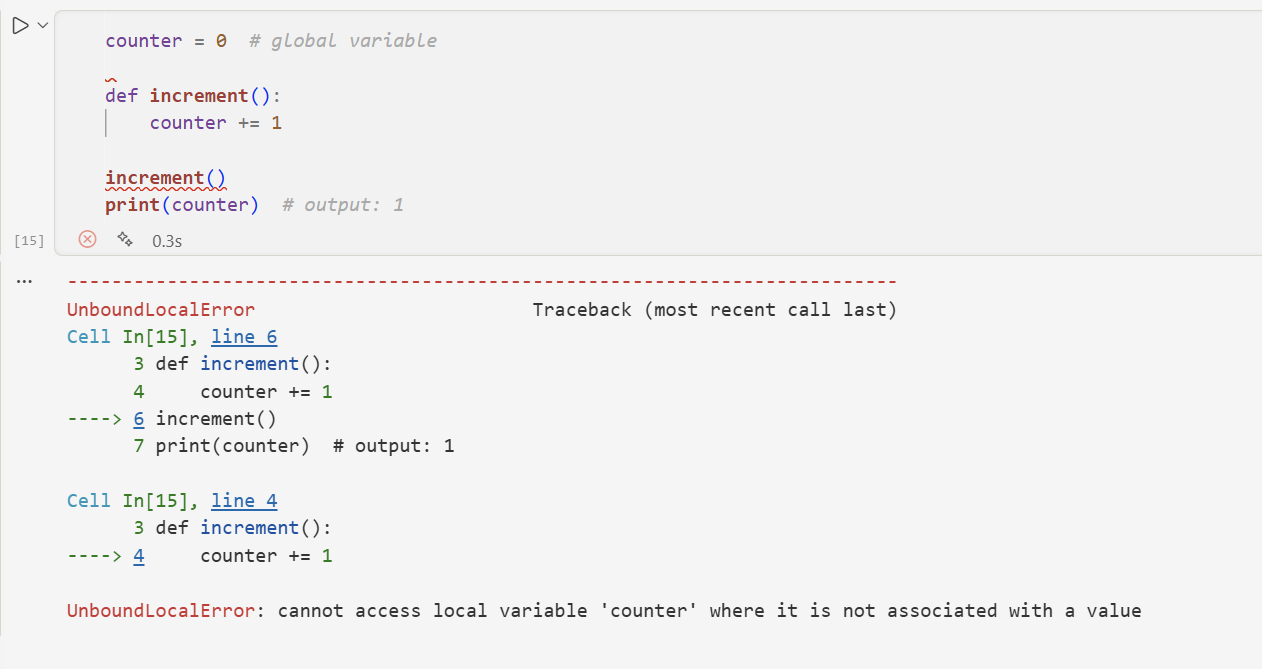 counter = 0  # global variable
def increment():
    counter += 1
increment()
print(counter)  # output: 1
[15] 0.3s
...
---------------------------------------------------------------------------
UnboundLocalError                         Traceback (most recent call last)
Cell In[15], line 6
      3 def increment():
      4     counter += 1
----> 6 increment()
      7 print(counter)  # output: 1
Cell In[15], line 4
      3 def increment():
----> 4     counter += 1
UnboundLocalError: cannot access local variable 'counter' where it is not associated with a value